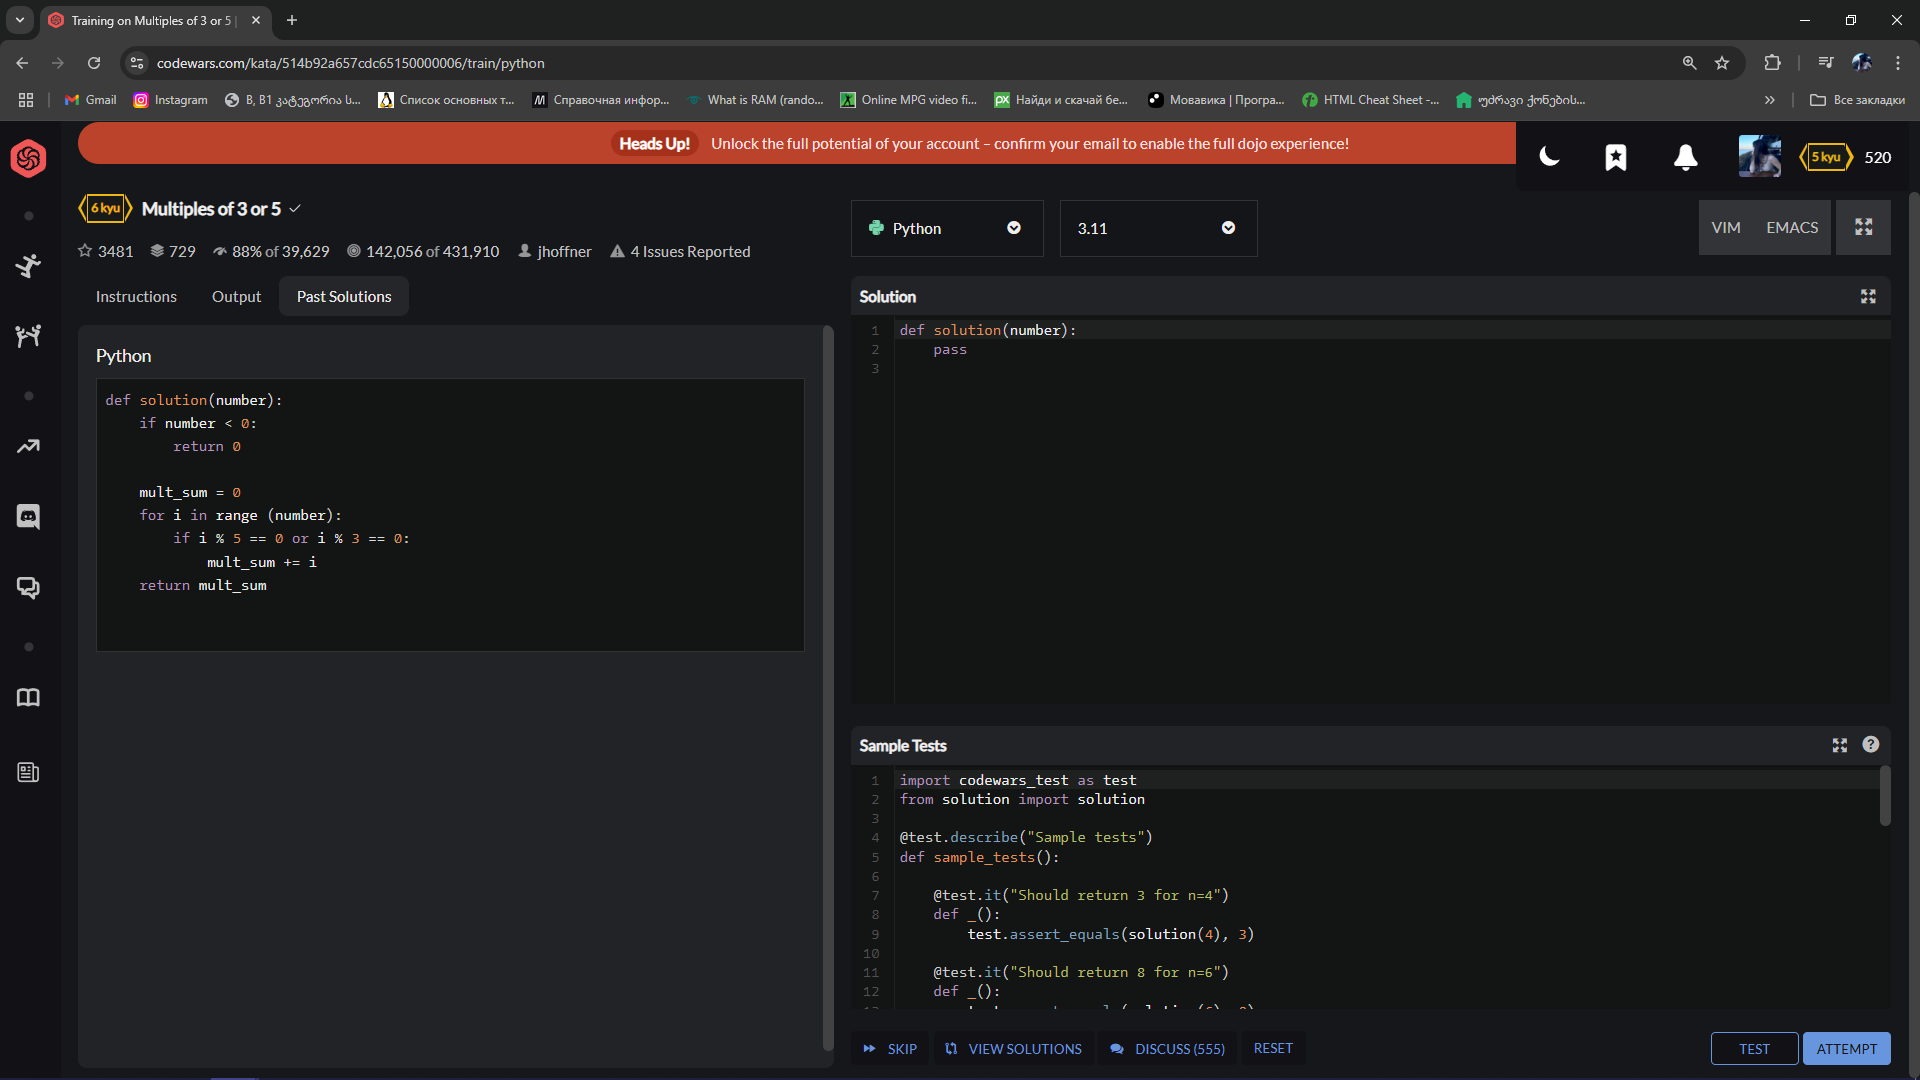 Training on Multiples of 3 or 5 |
codewars.com/kata/514b92a657cdc65150000006/train/python
Gmail
Instagram
B, B1 კატეგორია ს...
Список основных т...
Справочная инфор...
What is RAM (rando...
Online MPG video fi...
Найди и скачай бе...
Мовавика | Програ...
HTML Cheat Sheet -...
უძრავი ქონების...
Все закладки
Heads Up! Unlock the full potential of your account – confirm your email to enable the full dojo experience!
5 kyu 520
6 kyu Multiples of 3 or 5
3481 729 88% of 39,629 142,056 of 431,910 jhoffner 4 Issues Reported
Instructions Output Past Solutions
Python
def solution(number):
    if number < 0:
        return 0
    mult_sum = 0
    for i in range (number):
        if i % 5 == 0 or i % 3 == 0:
            mult_sum += i
    return mult_sum
Python 3.11 VIM EMACS
Solution
1 def solution(number):
2     pass
3
Sample Tests
1 import codewars_test as test
2 from solution import solution
3
4 @test.describe("Sample tests")
5 def sample_tests():
6
7     @test.it("Should return 3 for n=4")
8     def _():
9         test.assert_equals(solution(4), 3)
10
11     @test.it("Should return 8 for n=6")
12     def _():
SKIP VIEW SOLUTIONS DISCUSS (555) RESET TEST ATTEMPT